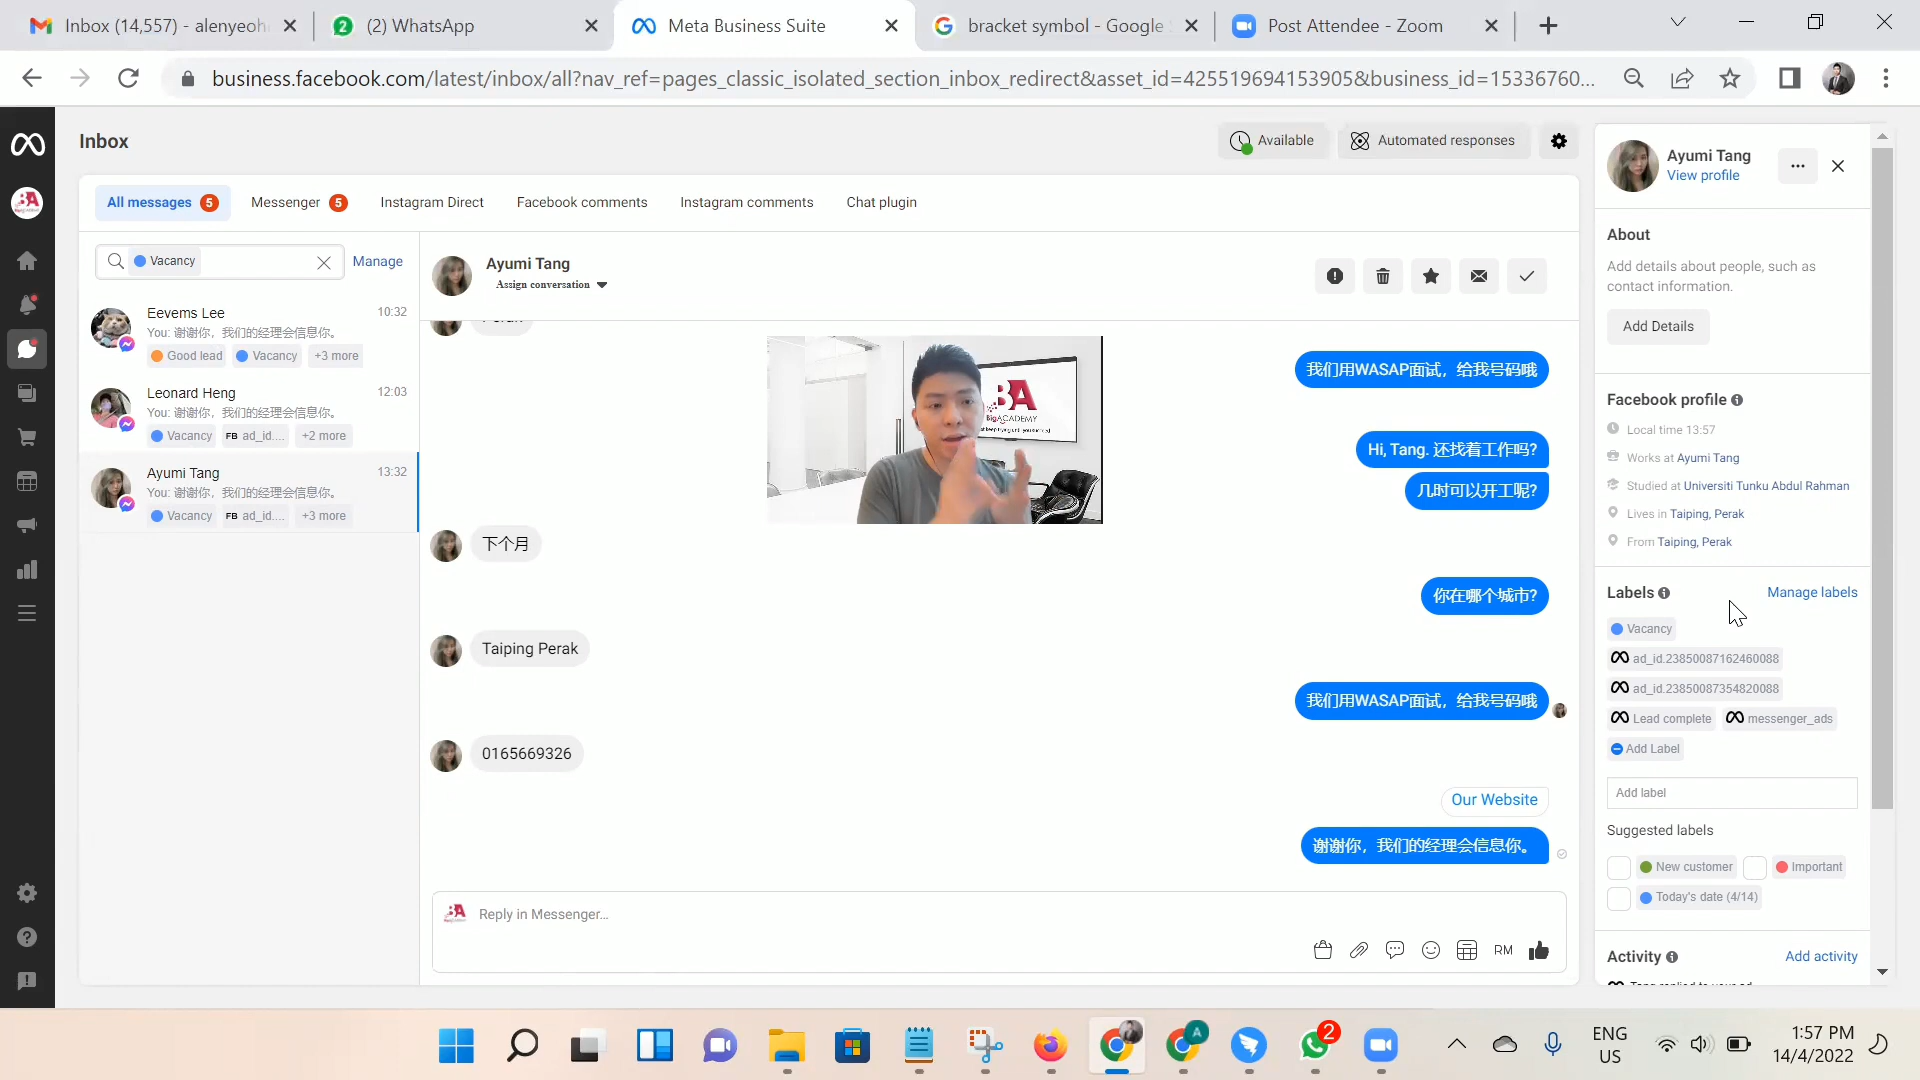 Inbox (14,557) - alenyeoh
(2) WhatsApp
Meta Business Suite
bracket symbol - Google
Post Attendee - Zoom
business.facebook.com/latest/inbox/all?nav_ref=pages_classic_isolated_section_inbox_redirect&asset_id=425519694153905&business_id=15336760...
Inbox
Available
Automated responses
All messages 5
Messenger 5
Instagram Direct
Facebook comments
Instagram comments
Chat plugin
Vacancy
Manage
Eevems Lee 10:32
You: 谢谢你，我们的经理会信息你。
Good lead Vacancy +3 more
Leonard Heng 12:03
You: 谢谢你，我们的经理会信息你。
Vacancy FB ad_id.... +2 more
Ayumi Tang 13:32
You: 谢谢你，我们的经理会信息你。
Vacancy FB ad_id.... +3 more
Ayumi Tang
Assign conversation
BA
BigACADEMY
我们用WASAP面试，给我号码哦
Hi, Tang. 还找着工作吗?
几时可以开工呢?
下个月
你在哪个城市?
Taiping Perak
我们用WASAP面试，给我号码哦
0165669326
Our Website
谢谢你，我们的经理会信息你。
Reply in Messenger...
RM
Ayumi Tang
View profile
About
Add details about people, such as
contact information.
Add Details
Facebook profile
Local time 13:57
Works at Ayumi Tang
Studied at Universiti Tunku Abdul Rahman
Lives in Taiping, Perak
From Taiping, Perak
Labels
Manage labels
Vacancy
ad_id.23850087162460088
ad_id.23850087354820088
Lead complete messenger_ads
Add Label
Add label
Suggested labels
New customer Important
Today's date (4/14)
Activity
Add activity
2
ENG
US
1:57 PM
14/4/2022